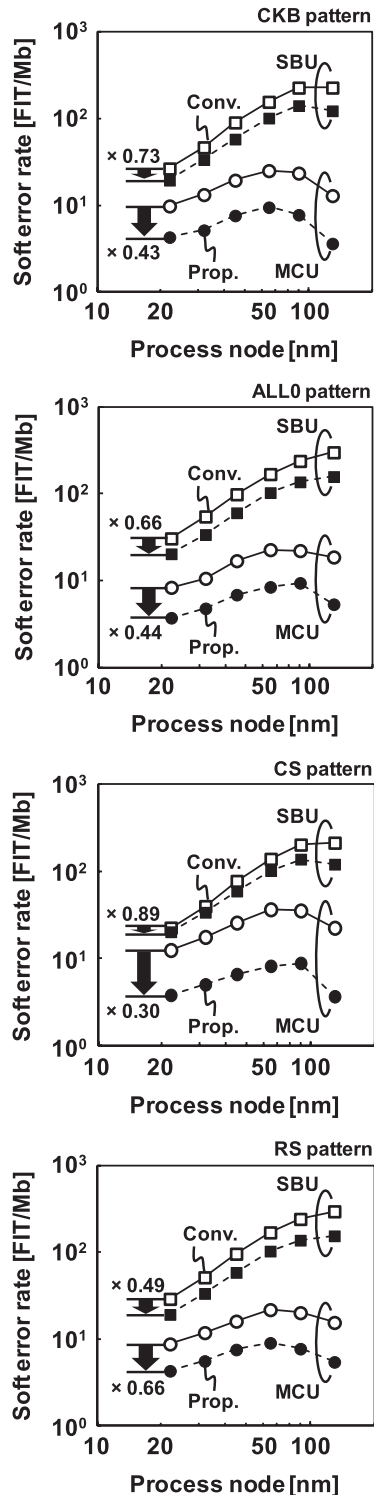 CKB pattern
10³
SBU
Conv.
10²
× 0.73
10¹
× 0.43
Prop.
MCU
10⁰
10 20 50 100
Soft error rate [FIT/Mb]
Process node [nm]
ALL0 pattern
10³
SBU
Conv.
10²
× 0.66
10¹
× 0.44
Prop.
MCU
10⁰
10 20 50 100
Soft error rate [FIT/Mb]
Process node [nm]
CS pattern
10³
SBU
Conv.
10²
× 0.89
10¹
× 0.30
Prop.
MCU
10⁰
10 20 50 100
Soft error rate [FIT/Mb]
Process node [nm]
RS pattern
10³
SBU
Conv.
10²
× 0.49
10¹
× 0.66
Prop.
MCU
10⁰
10 20 50 100
Soft error rate [FIT/Mb]
Process node [nm]